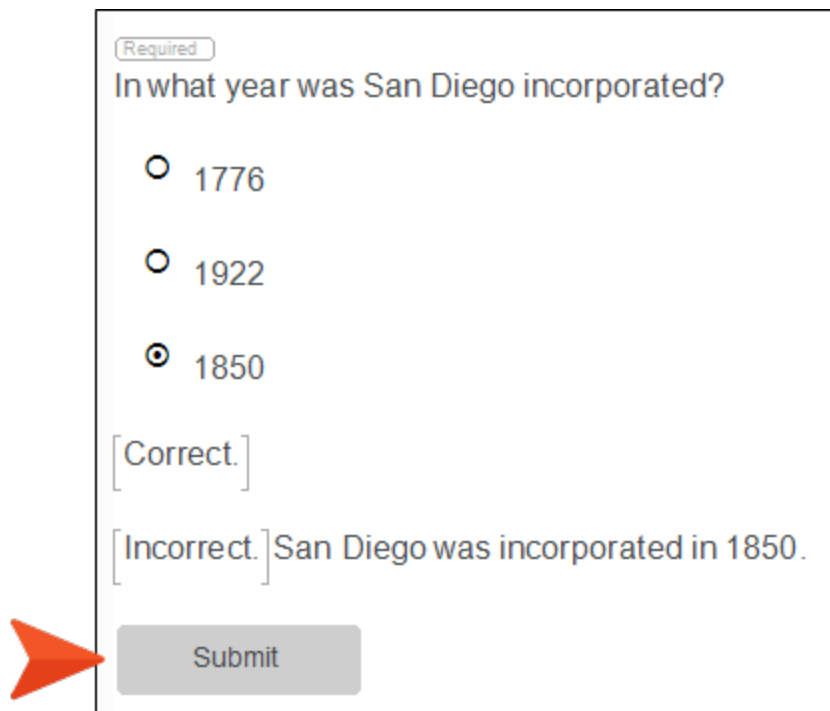 Required
In what year was San Diego incorporated?
1776
1922
1850
[Correct.]
[Incorrect.] San Diego was incorporated in 1850.
Submit